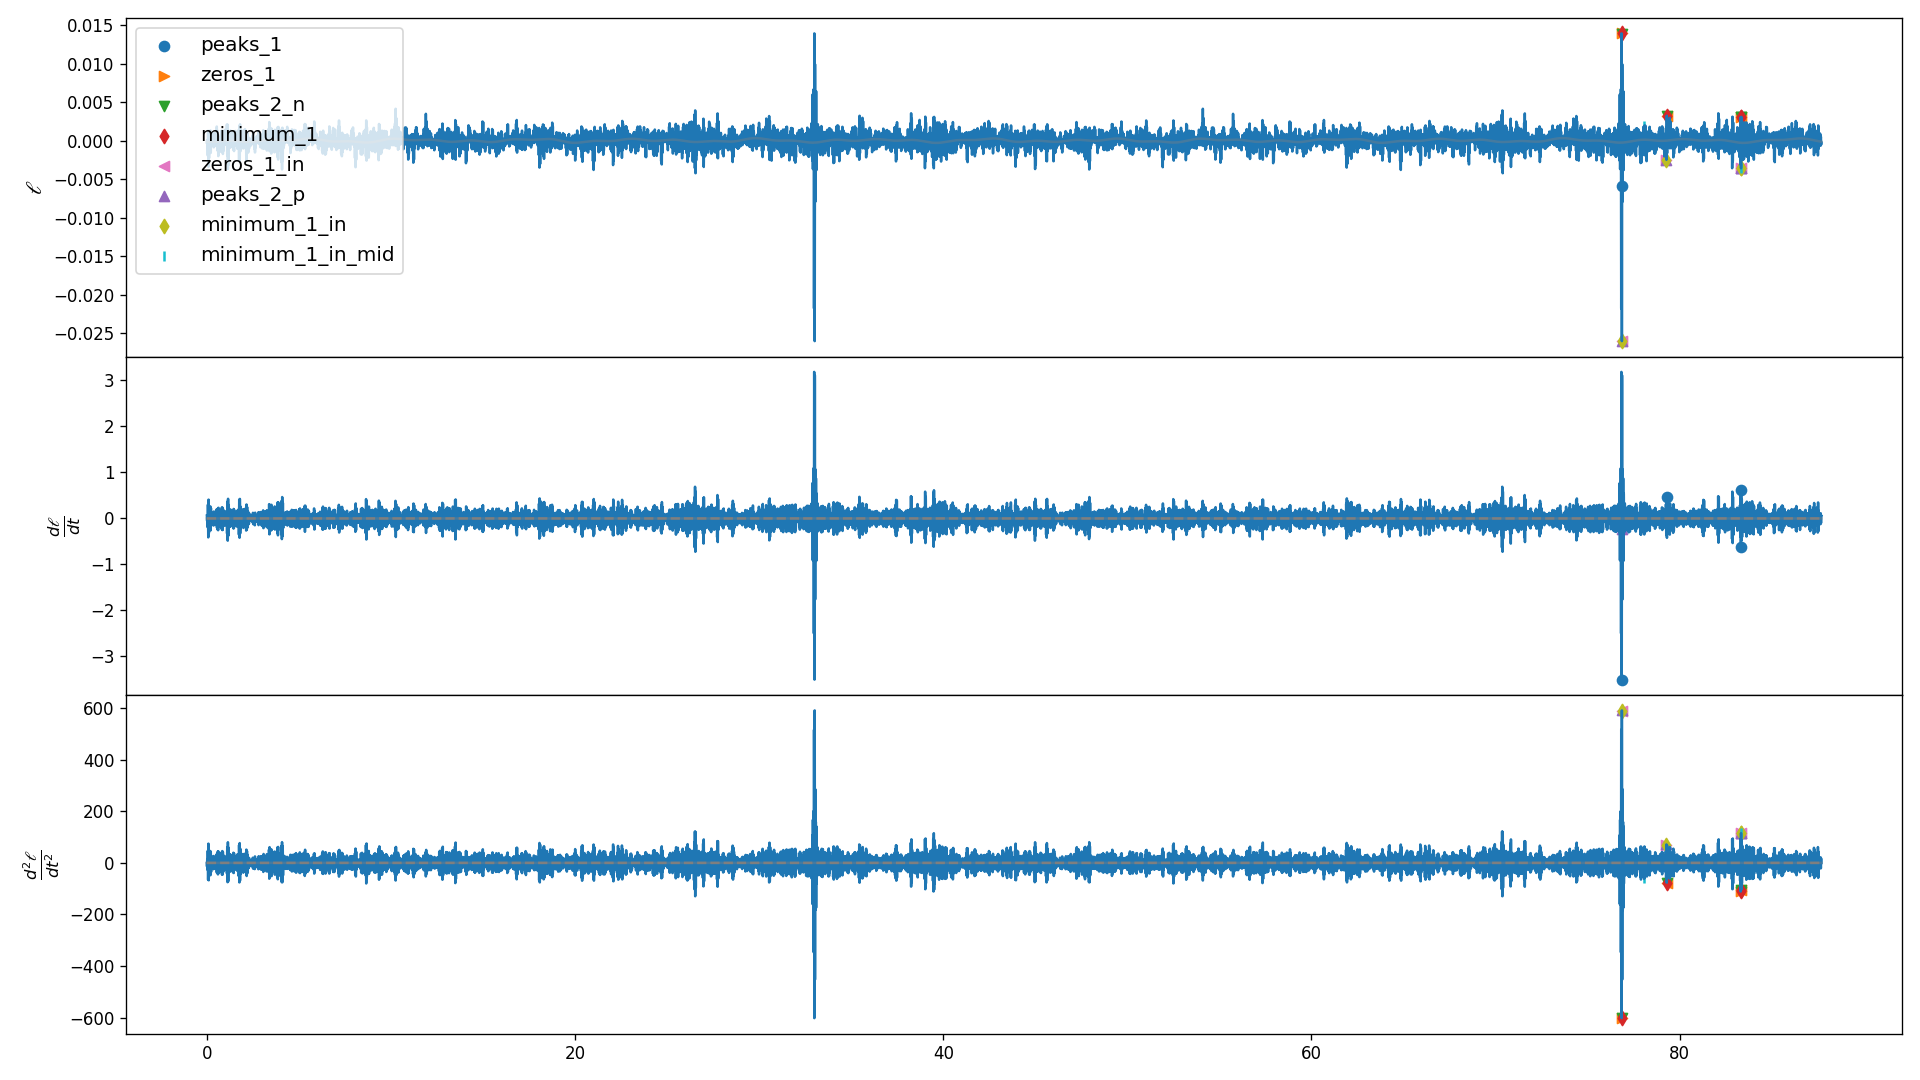 0.015
0.010
0.005
0.000
−0.005
−0.010
−0.015
−0.020
−0.025
ℓ
peaks_1
zeros_1
peaks_2_n
minimum_1
zeros_1_in
peaks_2_p
minimum_1_in
minimum_1_in_mid
3
2
1
0
−1
−2
−3
dℓ
dt
600
400
200
0
−200
−400
−600
d²ℓ
dt²
0 20 40 60 80